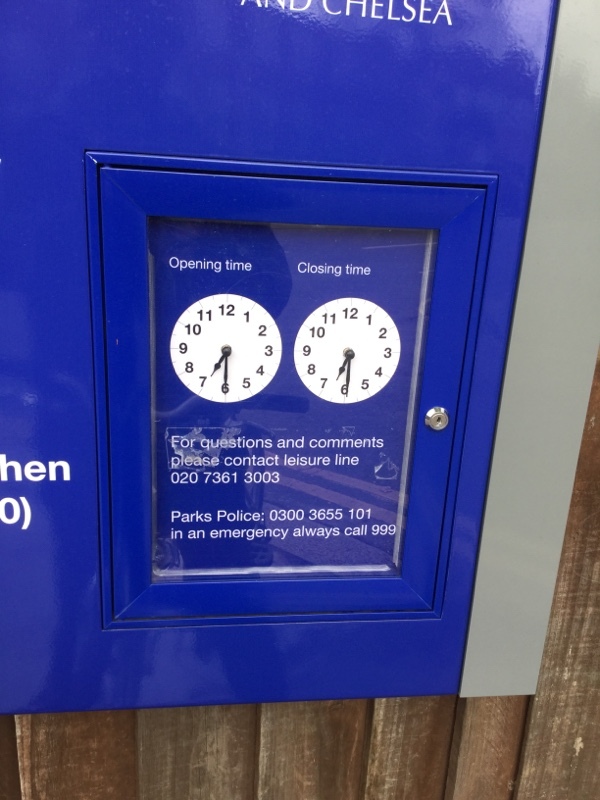 AND CHELSEA
Opening time
Closing time
12
1
2
3
4
5
6
7
8
9
10
11
12
1
2
3
4
5
6
7
8
9
10
11
For questions and comments
please contact leisure line
020 7361 3003
Parks Police: 0300 3655 101
in an emergency always call 999
hen
0)